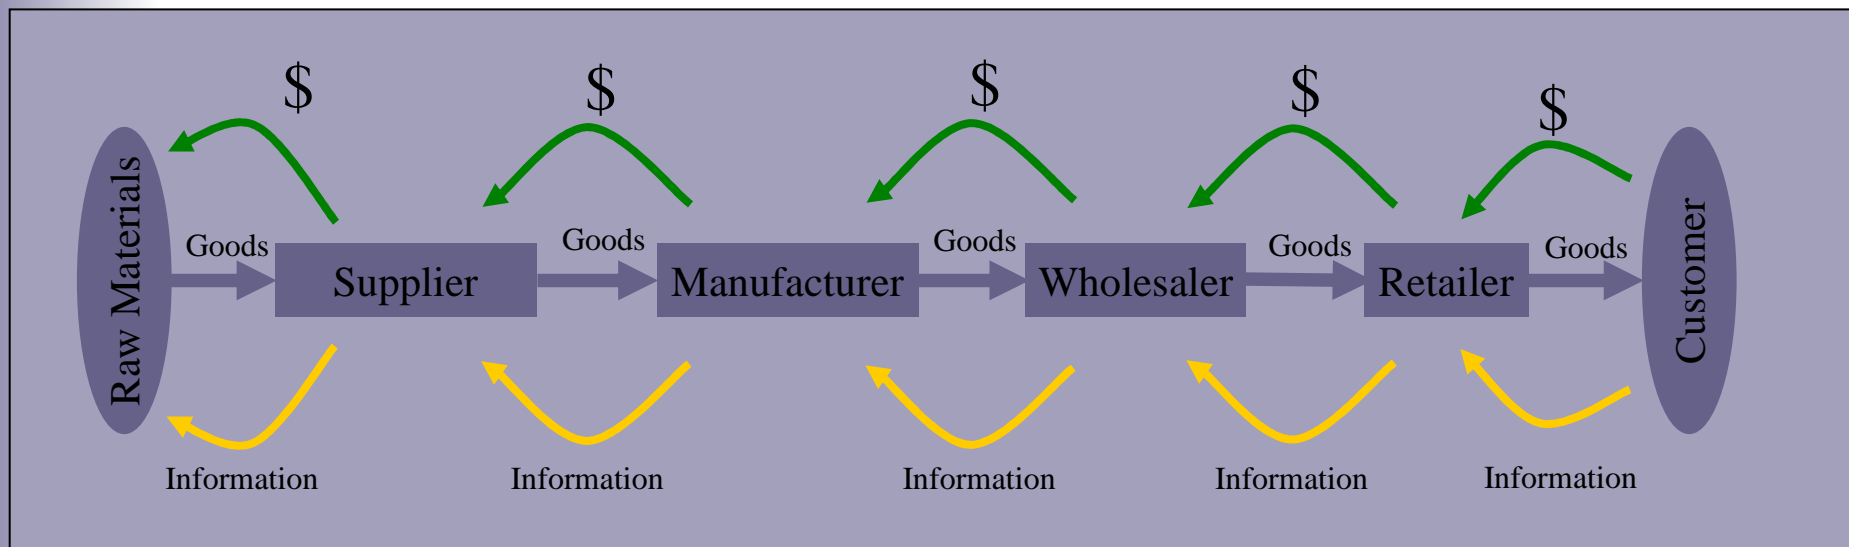 $ $ $ $ $
Goods Goods Goods Goods Goods
Raw Materials Supplier Manufacturer Wholesaler Retailer Customer
Information Information Information Information Information